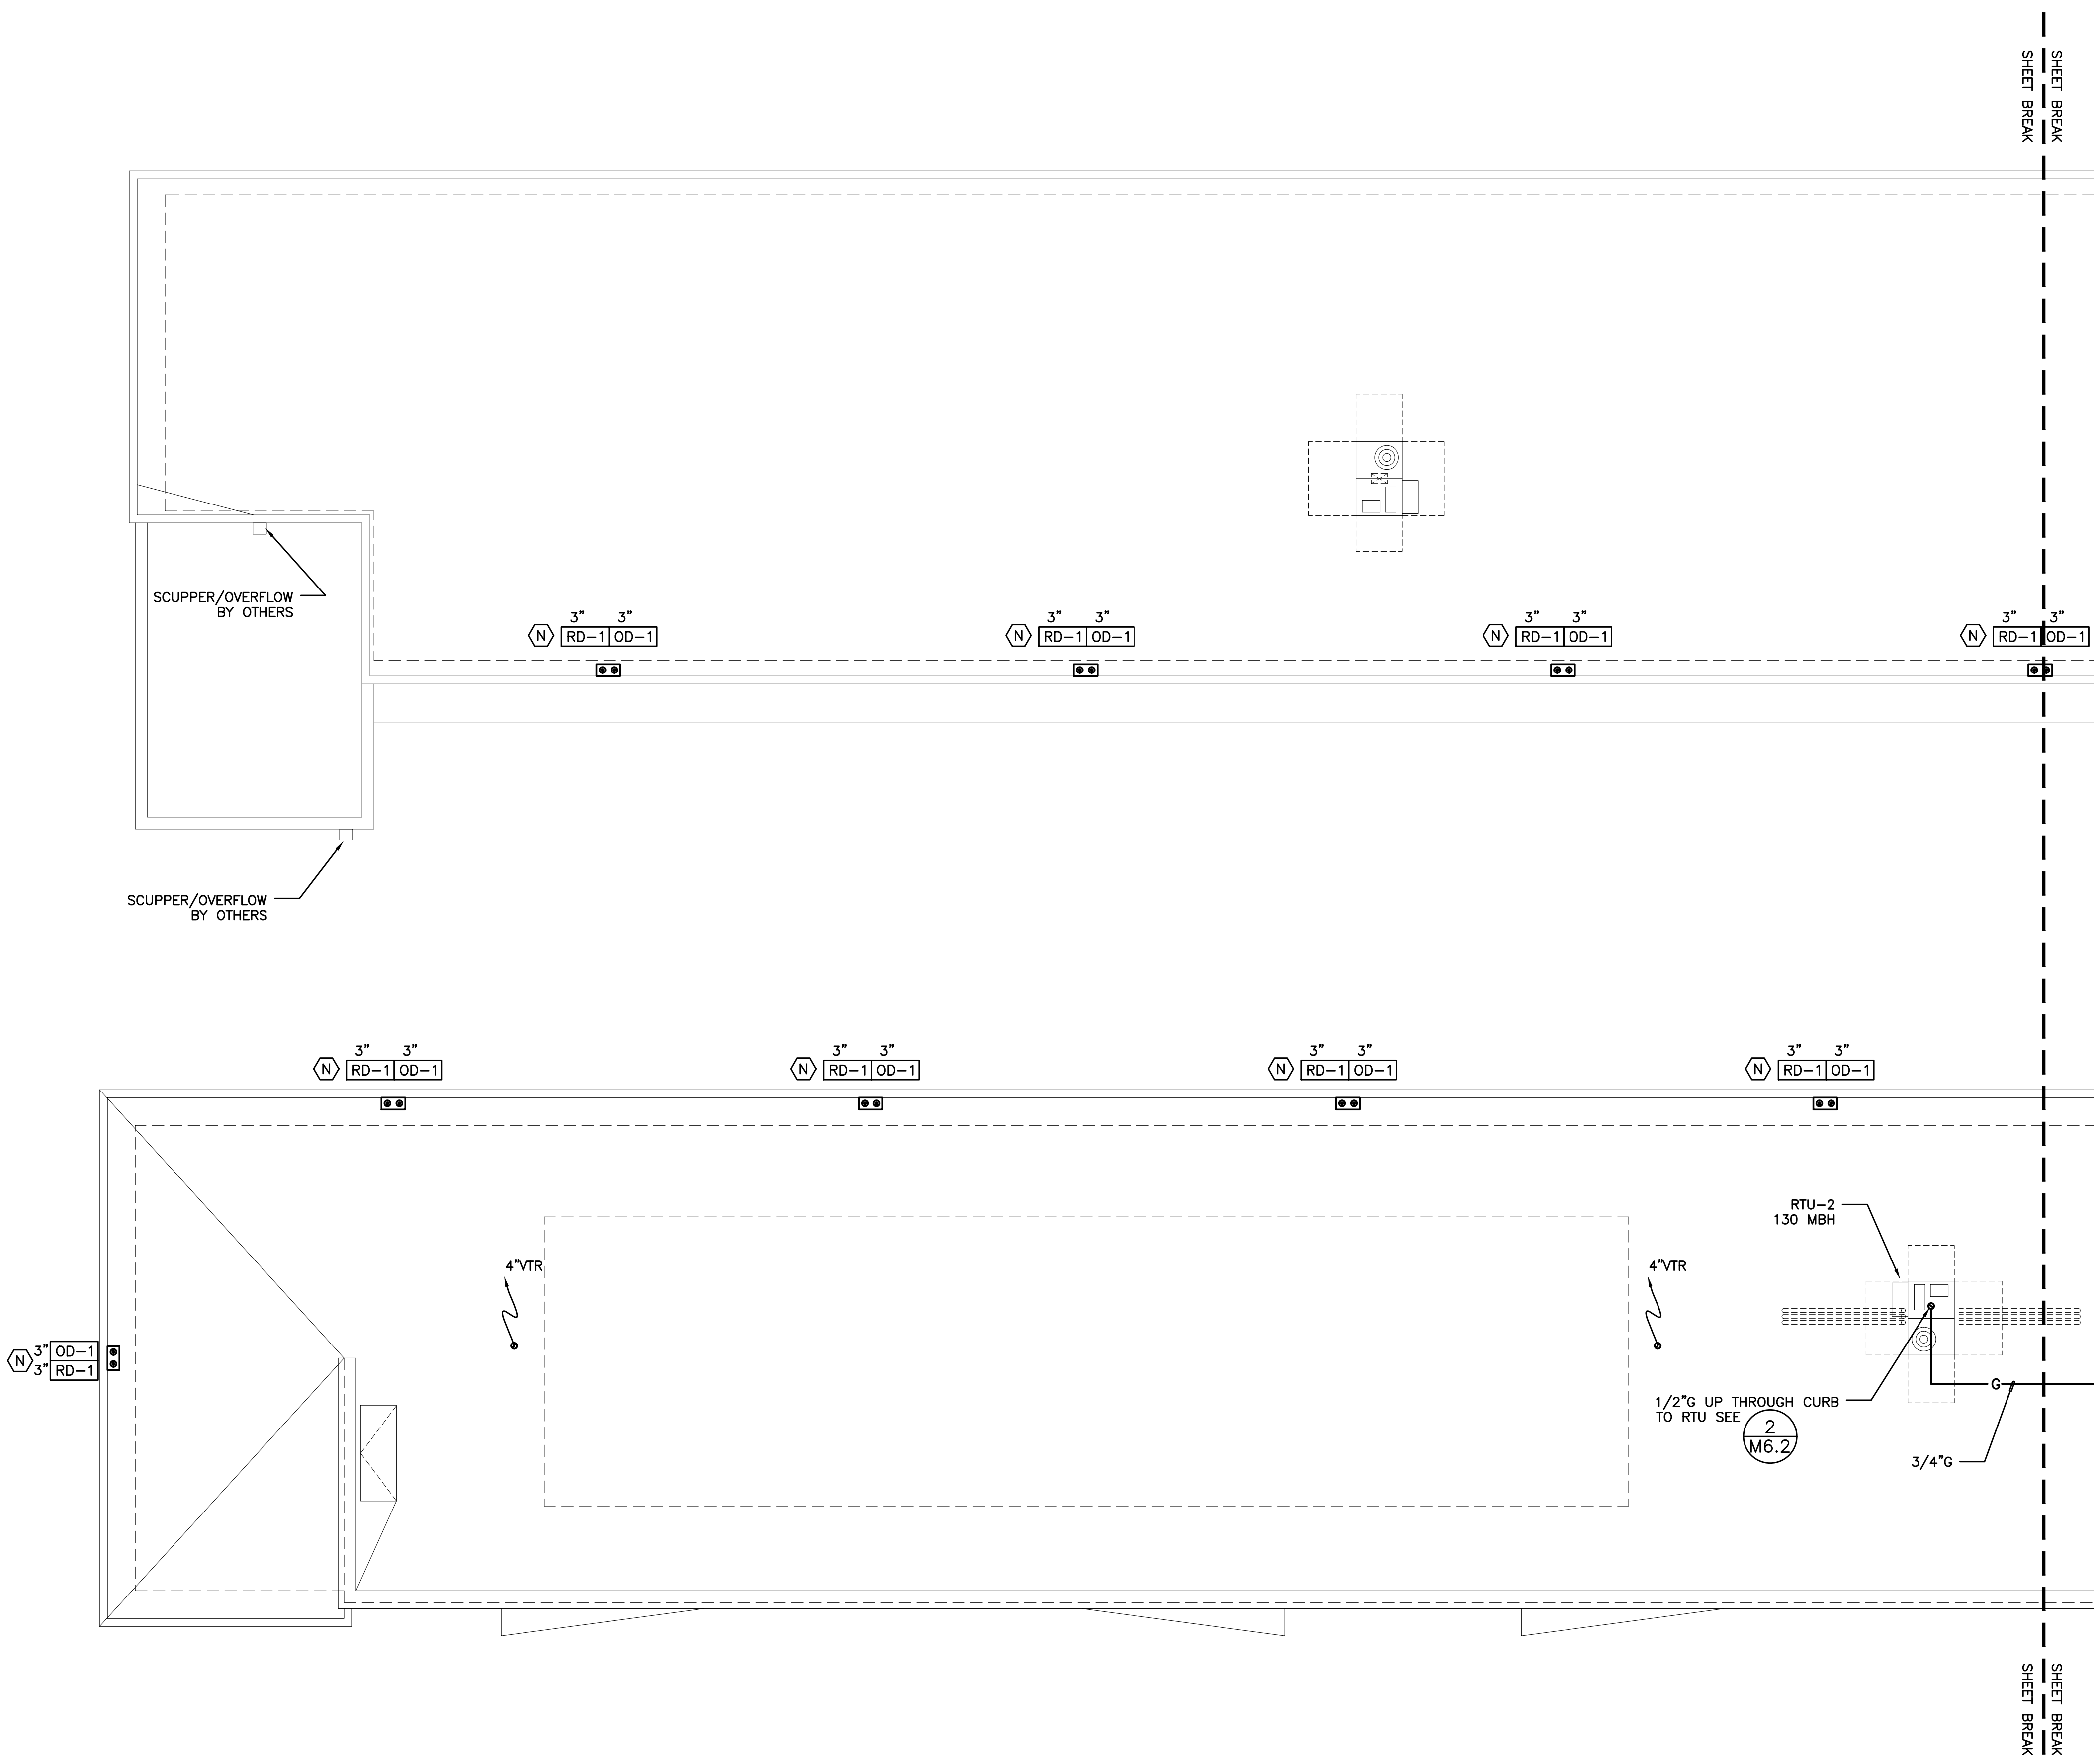 SHEET BREAK
SHEET BREAK
SCUPPER/OVERFLOW
BY OTHERS
3" 3"
N RD-1 OD-1
3" 3"
N RD-1 OD-1
3" 3"
N RD-1 OD-1
3" 3"
N RD-1 OD-1
SCUPPER/OVERFLOW
BY OTHERS
3" 3"
N RD-1 OD-1
3" 3"
N RD-1 OD-1
3" 3"
N RD-1 OD-1
3" 3"
N RD-1 OD-1
RTU-2
130 MBH
4"VTR
4"VTR
N
3" OD-1
3" RD-1
G
1/2"G UP THROUGH CURB
TO RTU SEE
2
M6.2
3/4"G
SHEET BREAK
SHEET BREAK